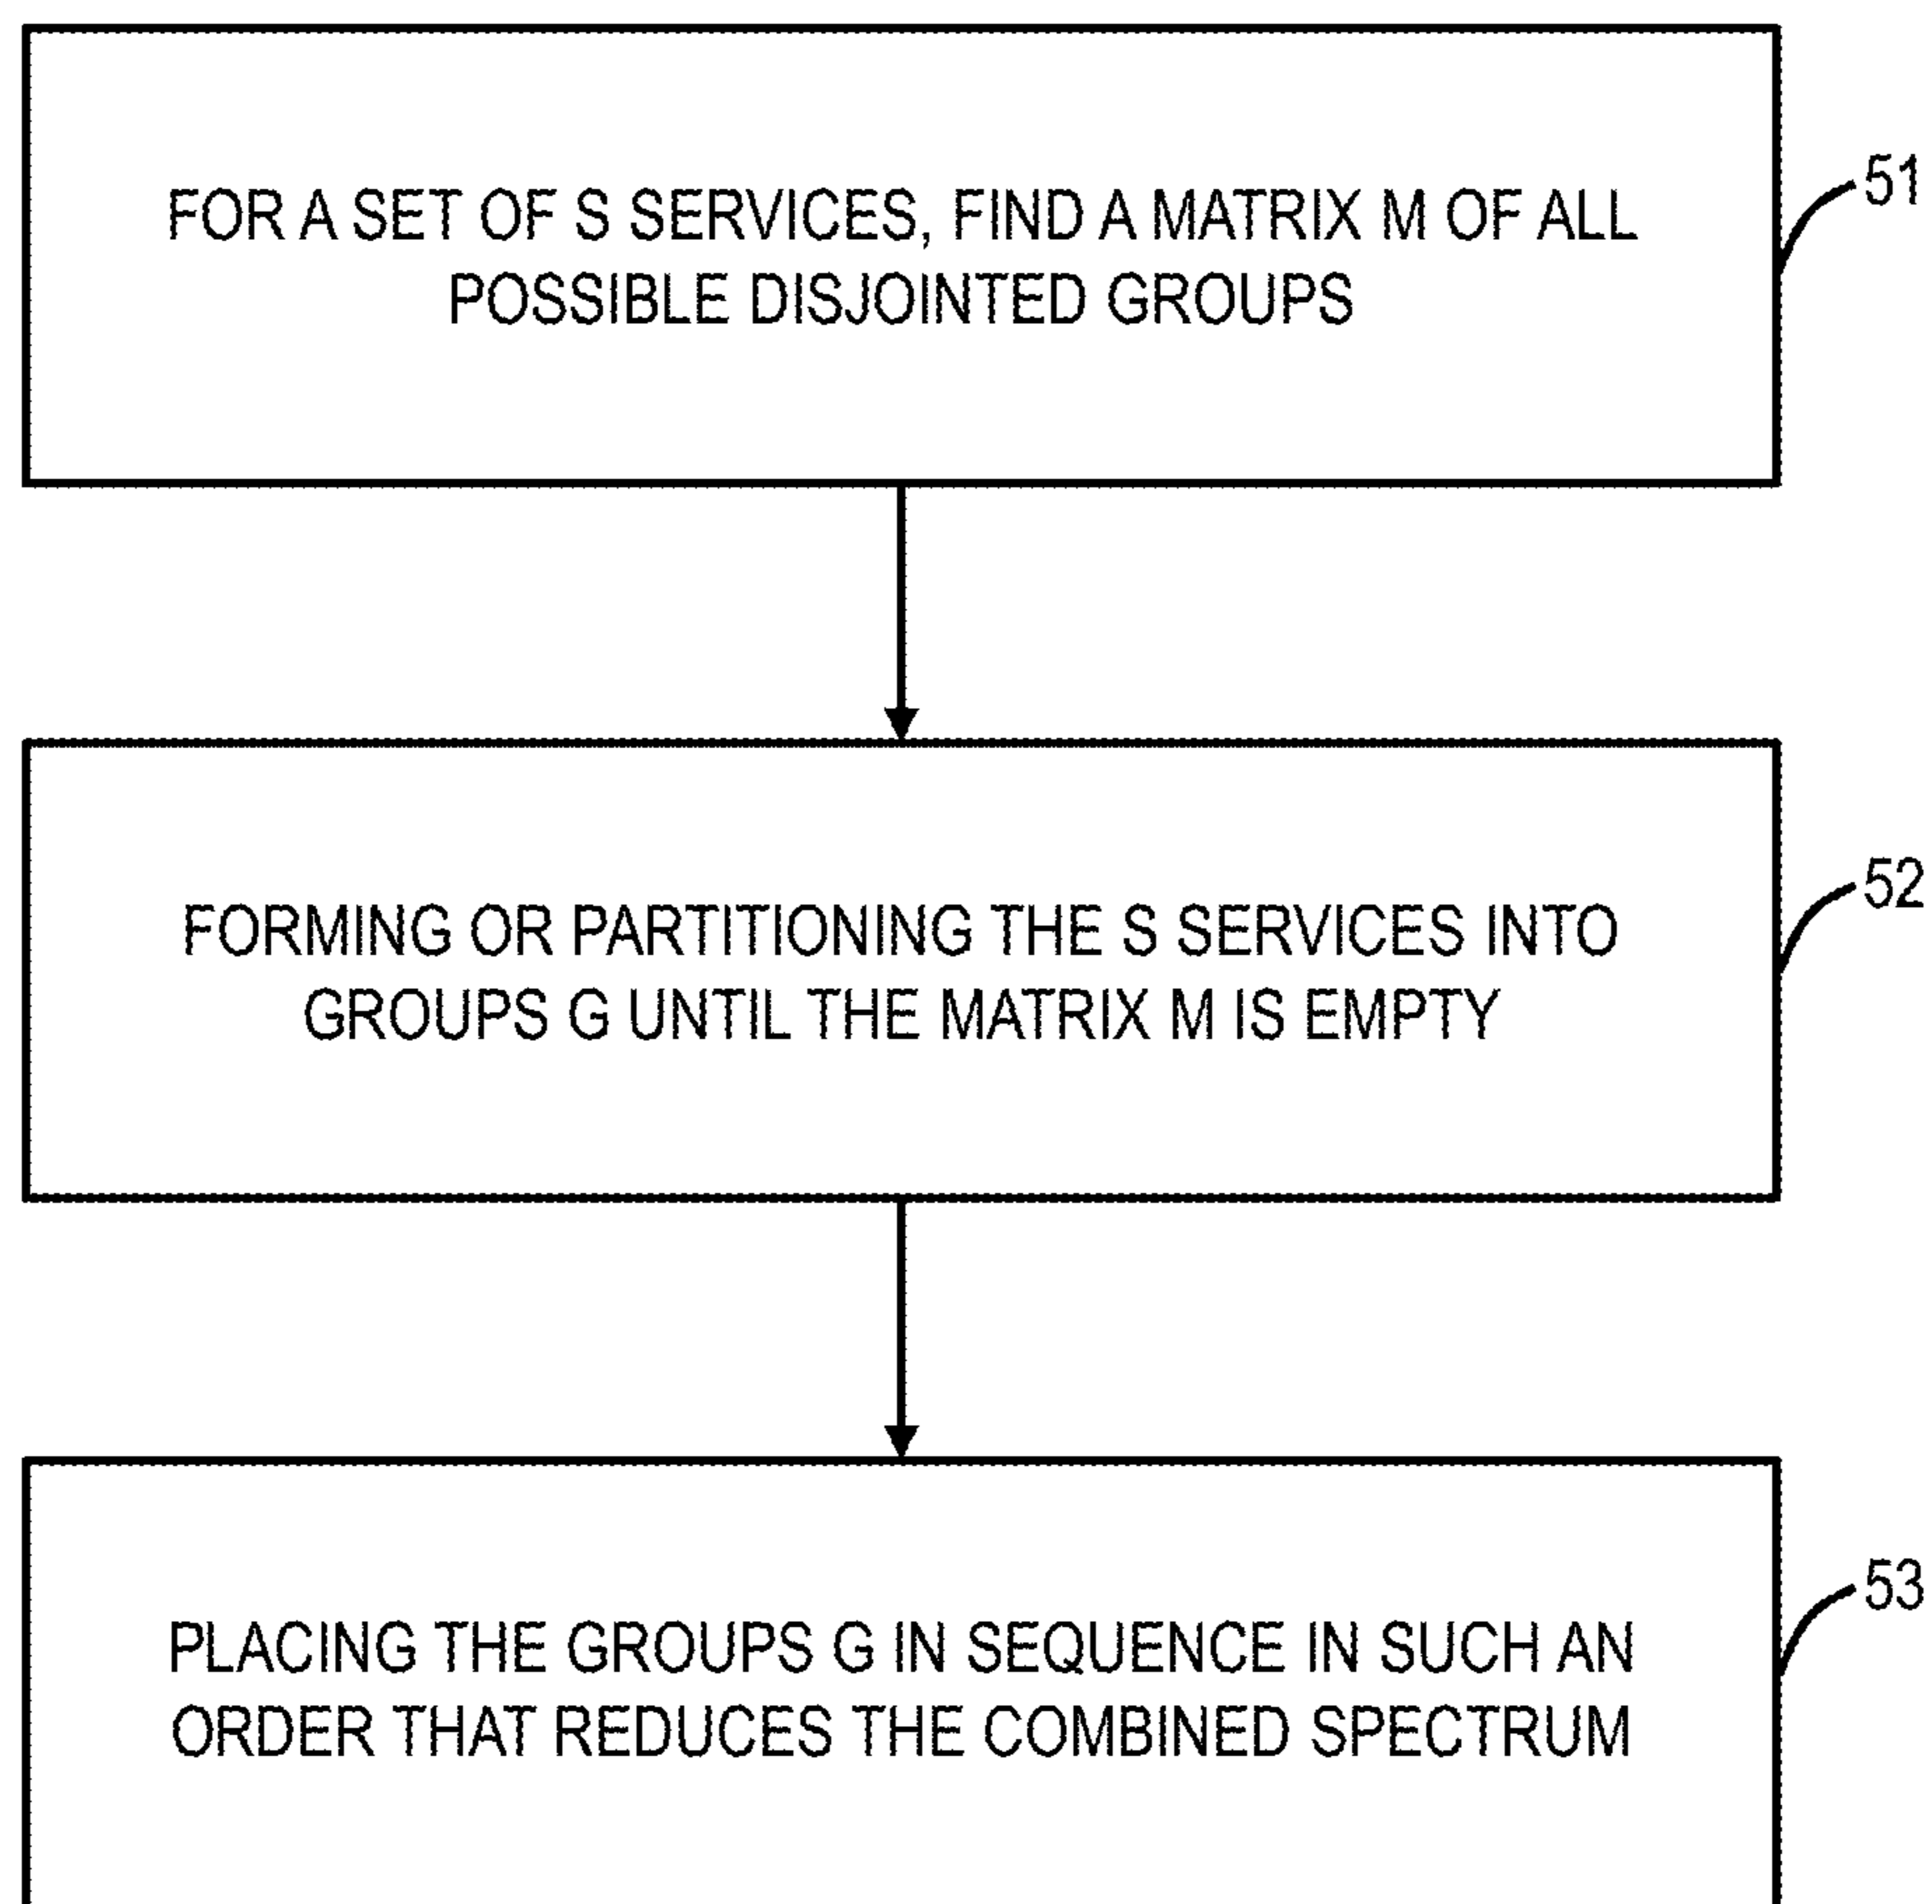 FOR A SET OF S SERVICES, FIND A MATRIX M OF ALL
POSSIBLE DISJOINTED GROUPS
51
FORMING OR PARTITIONING THE S SERVICES INTO
GROUPS G UNTIL THE MATRIX M IS EMPTY
52
PLACING THE GROUPS G IN SEQUENCE IN SUCH AN
ORDER THAT REDUCES THE COMBINED SPECTRUM
53